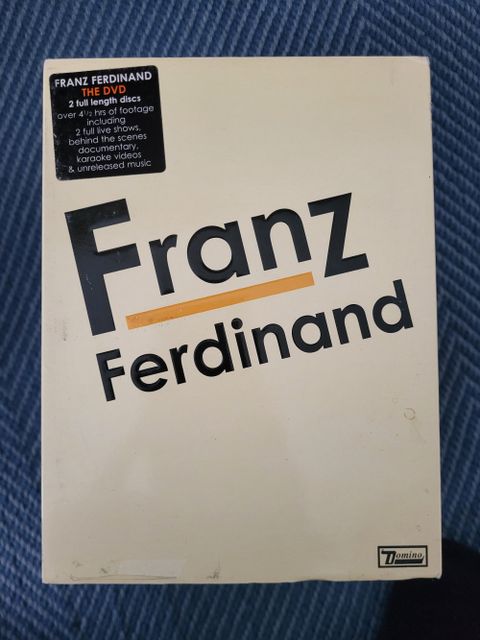 FRANZ FERDINAND
THE DVD
2 full length discs
over 4½ hrs of footage
including
2 full live shows,
behind the scenes
documentary,
karaoke videos
& unreleased music
Franz
Ferdinand
Domino